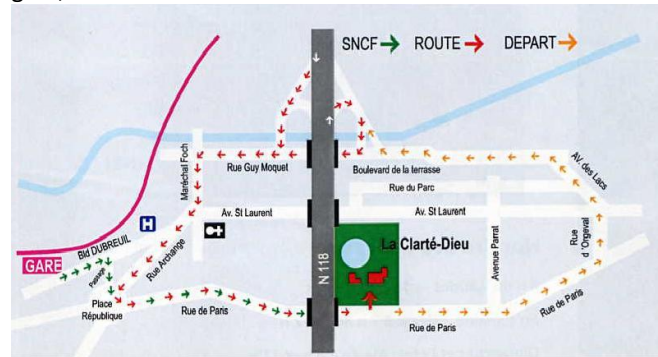 SNCF ROUTE DEPART
Maréchal Foch
Rue Guy Moquet
Boulevard de la terrasse
AV. des Lacs
Rue du Parc
Av. St Laurent
Av. St Laurent
H
Bld DUBREUIL
GARE
Passage
Rue Archange
La Clarté-Dieu
N 118
Avenue Parrat
Rue
d 'Orgeval
Place
République
Rue de Paris
Rue de Paris
Rue de Paris